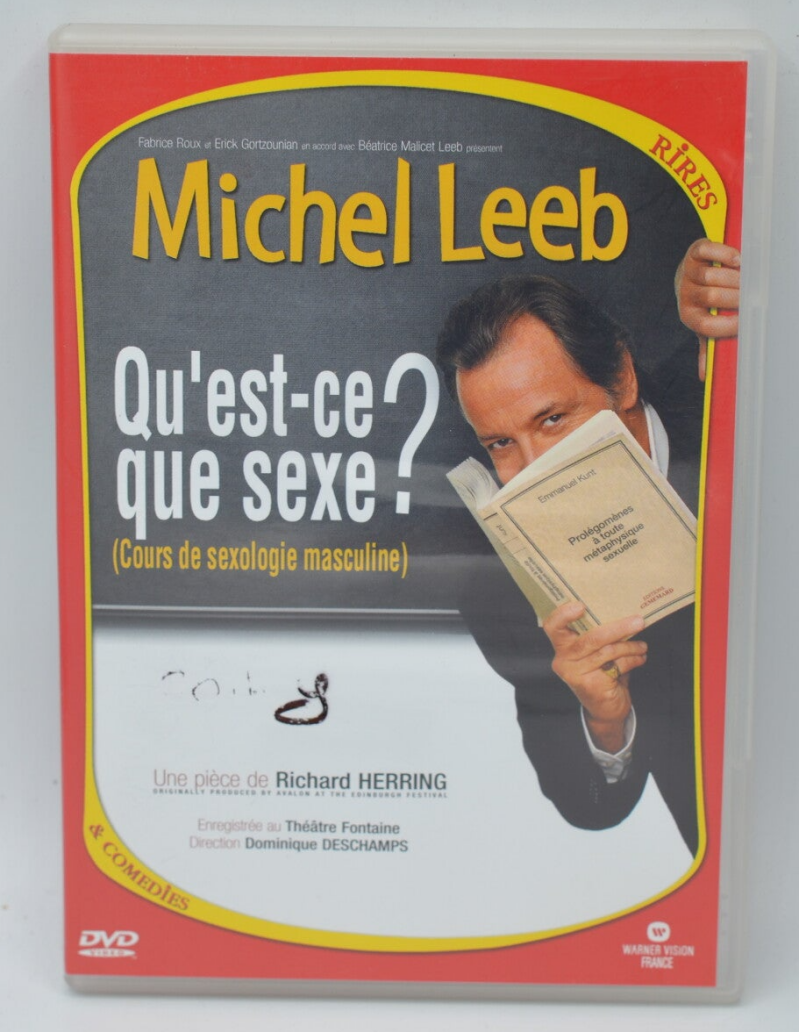 Fabrice Roux et Erick Gortzounian en accord avec Béatrice Malicet Leeb présentent
RIRES
Michel Leeb
Qu'est-ce
que sexe?
(Cours de sexologie masculine)
Emmanuel Kunt
Prolégomènes
à toute
métaphysique
sexuelle
EDITIONS
Une pièce de Richard HERRING
ORIGINALLY PRODUCED BY AVALON AT THE EDINBURGH FESTIVAL
Enregistrée au Théâtre Fontaine
Direction Dominique DESCHAMPS
& COMEDIES
DVD
VIDEO
WARNER VISION
FRANCE